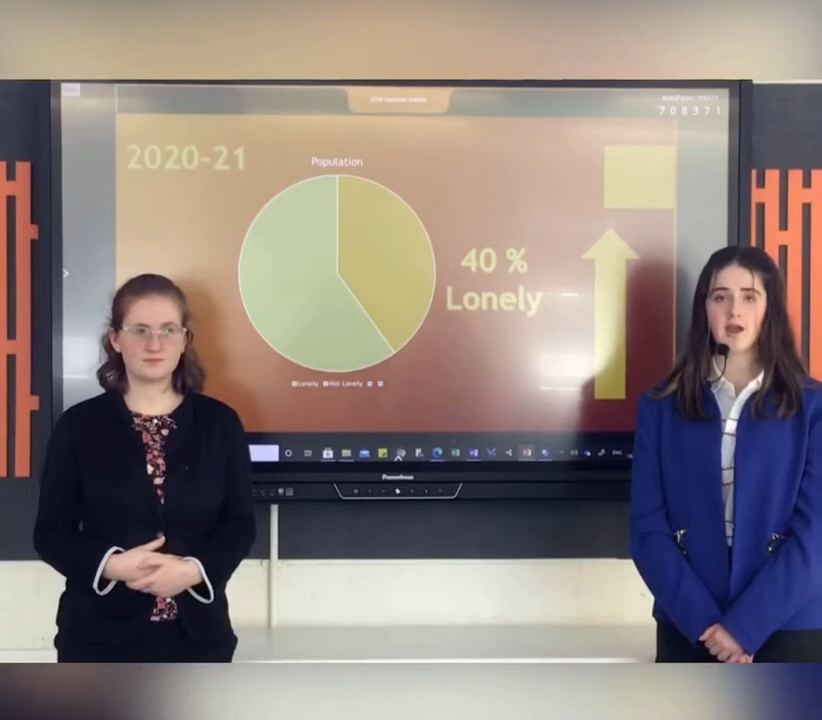 708371
2020-21
Population
40 %
Lonely
Lonely Not Lonely
Promethean